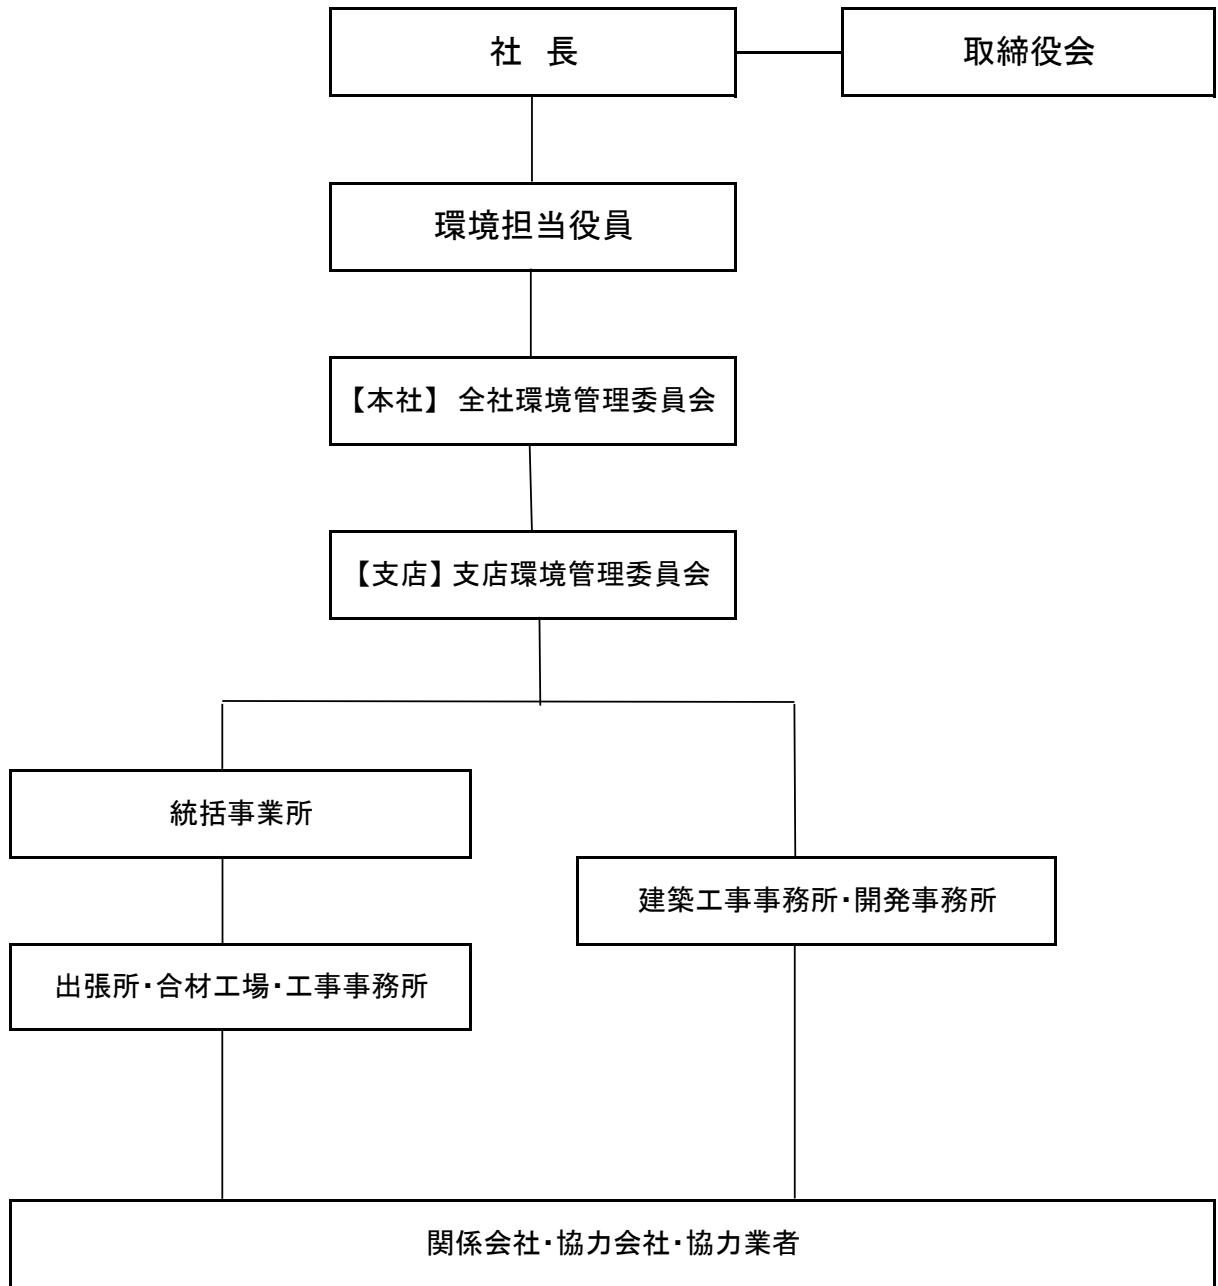 社 長
取締役会
環境担当役員
【本社】 全社環境管理委員会
【支店】支店環境管理委員会
統括事業所
建築工事事務所・開発事務所
出張所・合材工場・工事事務所
関係会社・協力会社・協力業者